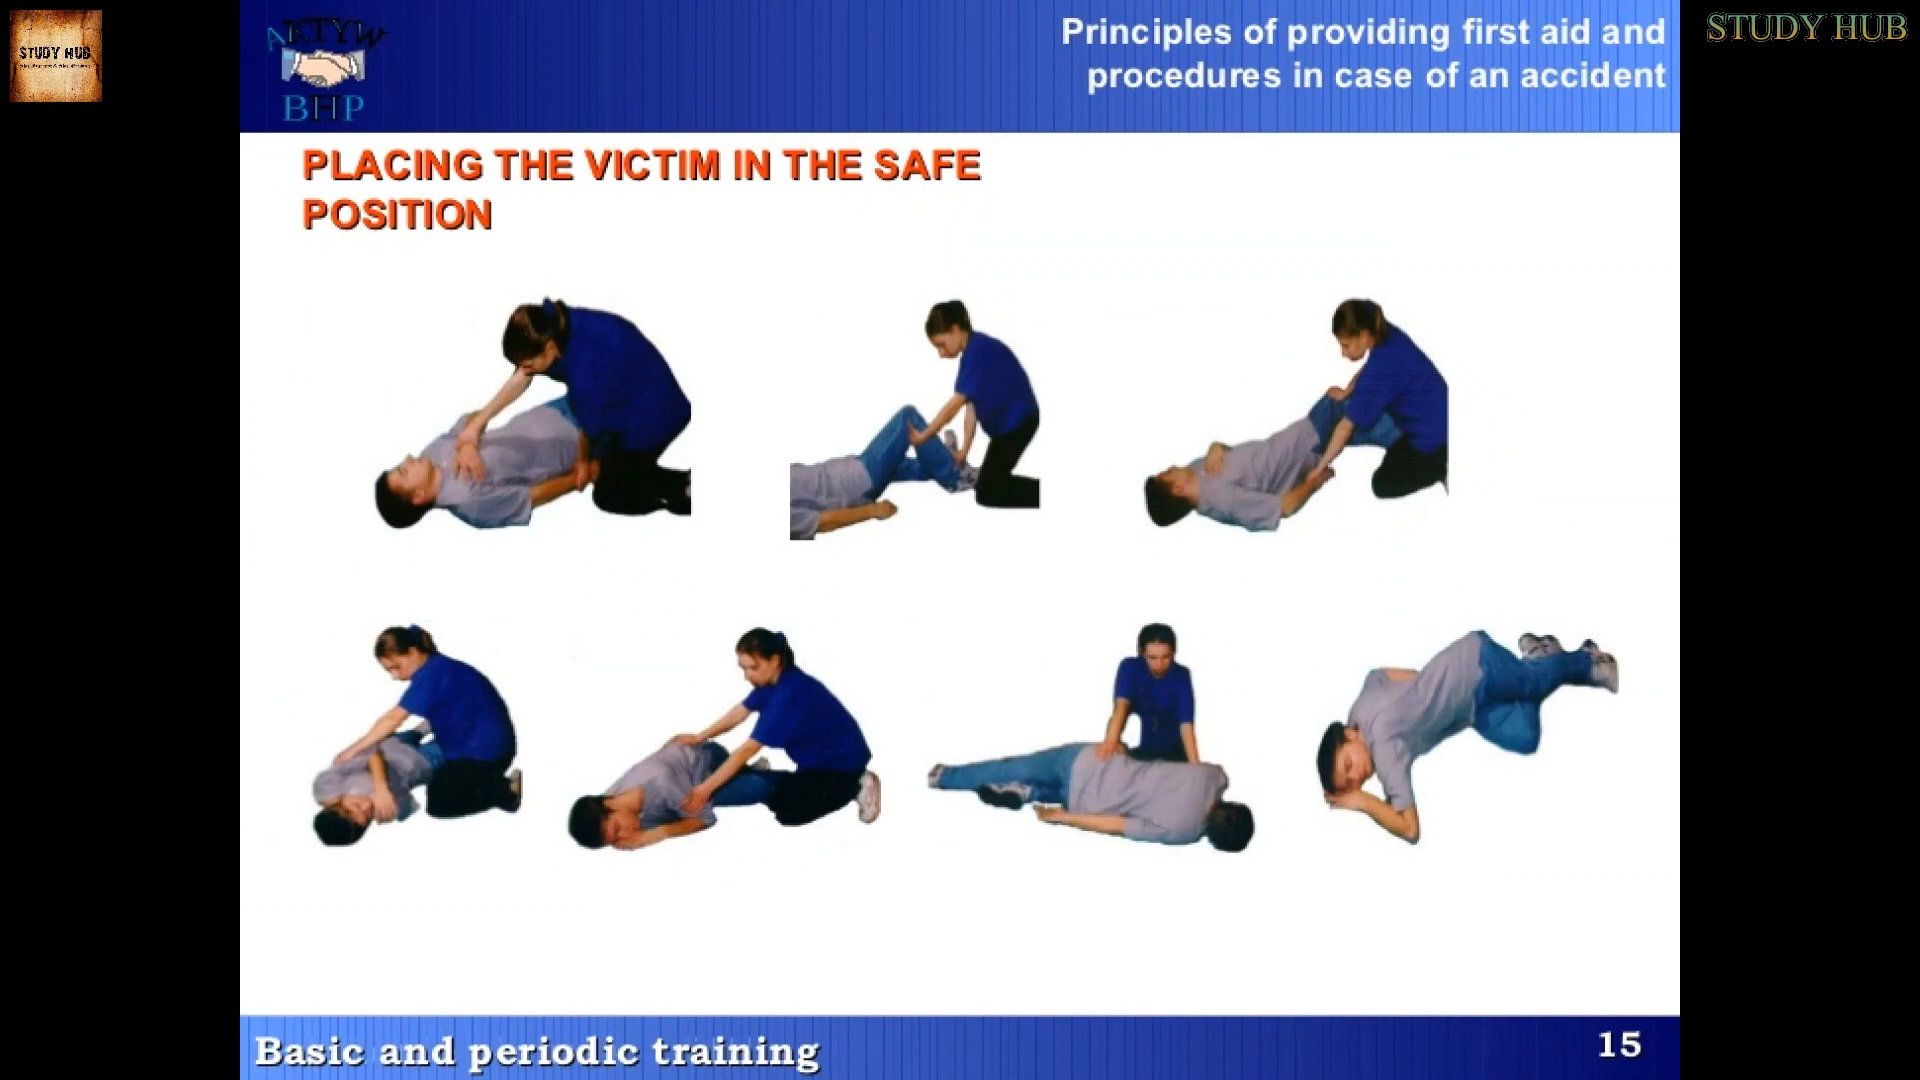 STUDY HUB
AKTYW
BHP
Principles of providing first aid and
procedures in case of an accident
STUDY HUB
PLACING THE VICTIM IN THE SAFE
POSITION
Basic and periodic training
15